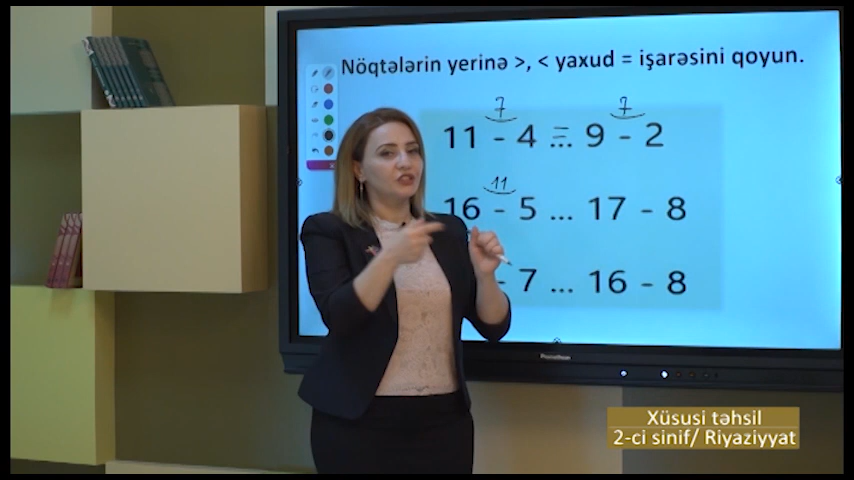 Nöqtələrin yerinə >, < yaxud = işarəsini qoyun.
7 7
11 - 4 = ... 9 - 2
11
16 - 5 ... 17 - 8
- 7 ... 16 - 8
Promethean
Xüsusi təhsil
2-ci sinif/ Riyaziyyat